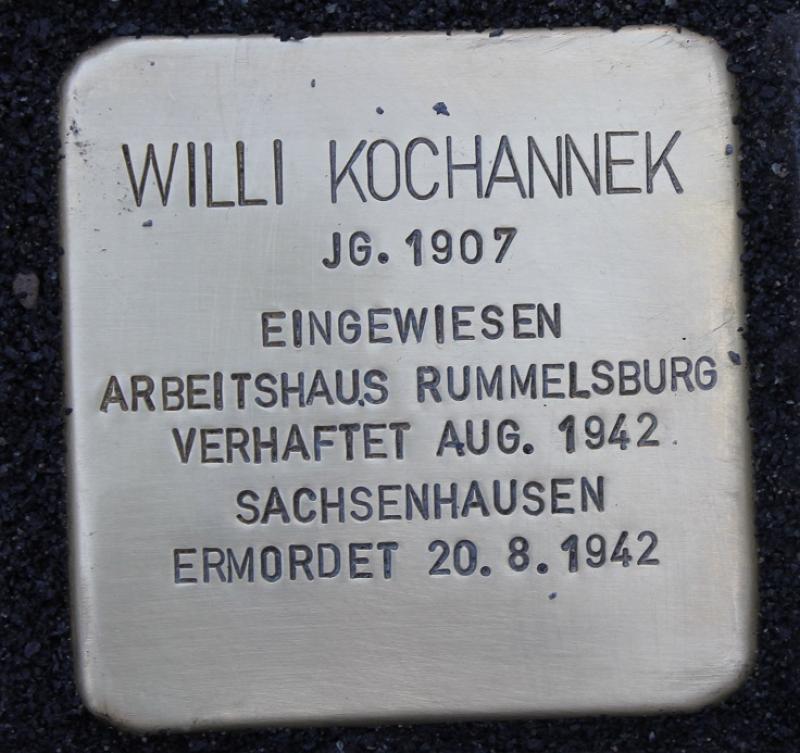 WILLI KOCHANNEK
JG. 1907
EINGEWIESEN
ARBEITSHAUS RUMMELSBURG
VERHAFTET AUG. 1942
SACHSENHAUSEN
ERMORDET 20.8.1942